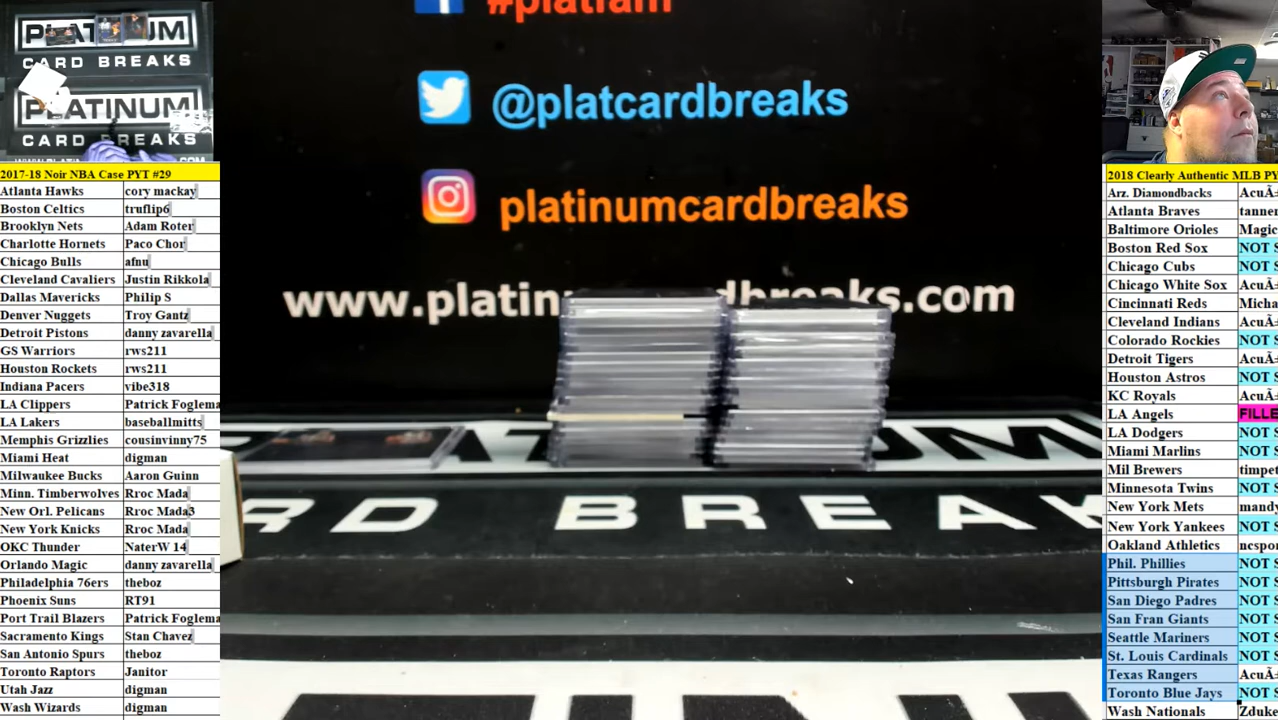 PLATINUM
CARD BREAKS
PLATINUM
CARD BREAKS
#platfam
@platcardbreaks
platinumcardbreaks
www.platin
dbreaks.com
ARD BREAK
2017-18 Noir NBA Case PYT #29
Atlanta Hawks cory mackay
Boston Celtics truflip6
Brooklyn Nets Adam Roter
Charlotte Hornets Paco Chor
Chicago Bulls afnu
Cleveland Cavaliers Justin Rikkola
Dallas Mavericks Philip S
Denver Nuggets Troy Gantz
Detroit Pistons danny zavarella
GS Warriors rws211
Houston Rockets rws211
Indiana Pacers vibe318
LA Clippers Patrick Foglema
LA Lakers baseballmitts
Memphis Grizzlies cousinvinny75
Miami Heat digman
Milwaukee Bucks Aaron Guinn
Minn. Timberwolves Rroc Mada
New Orl. Pelicans Rroc Mada3
New York Knicks Rroc Mada
OKC Thunder NaterW 14
Orlando Magic danny zavarella
Philadelphia 76ers theboz
Phoenix Suns RT91
Port Trail Blazers Patrick Foglema
Sacramento Kings Stan Chavez
San Antonio Spurs theboz
Toronto Raptors Janitor
Utah Jazz digman
Wash Wizards digman
2018 Clearly Authentic MLB PY
Arz. Diamondbacks AcuÃ±
Atlanta Braves tanner
Baltimore Orioles Magic
Boston Red Sox NOT S
Chicago Cubs NOT S
Chicago White Sox AcuÃ±
Cincinnati Reds Micha
Cleveland Indians AcuÃ±
Colorado Rockies NOT S
Detroit Tigers AcuÃ±
Houston Astros NOT S
KC Royals AcuÃ±
LA Angels FILLE
LA Dodgers NOT S
Miami Marlins NOT S
Mil Brewers timpet
Minnesota Twins NOT S
New York Mets mandy
New York Yankees NOT S
Oakland Athletics ncspor
Phil. Phillies NOT S
Pittsburgh Pirates NOT S
San Diego Padres NOT S
San Fran Giants NOT S
Seattle Mariners NOT S
St. Louis Cardinals NOT S
Texas Rangers AcuÃ±
Toronto Blue Jays NOT S
Wash Nationals Zduke